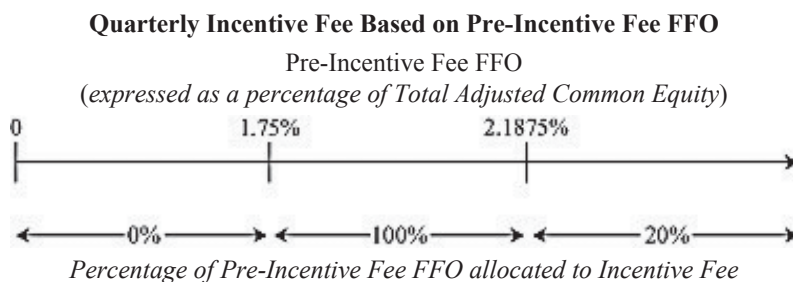 Quarterly Incentive Fee Based on Pre-Incentive Fee FFO
Pre-Incentive Fee FFO
(expressed as a percentage of Total Adjusted Common Equity)
0 1.75% 2.1875%
0% 100% 20%
Percentage of Pre-Incentive Fee FFO allocated to Incentive Fee